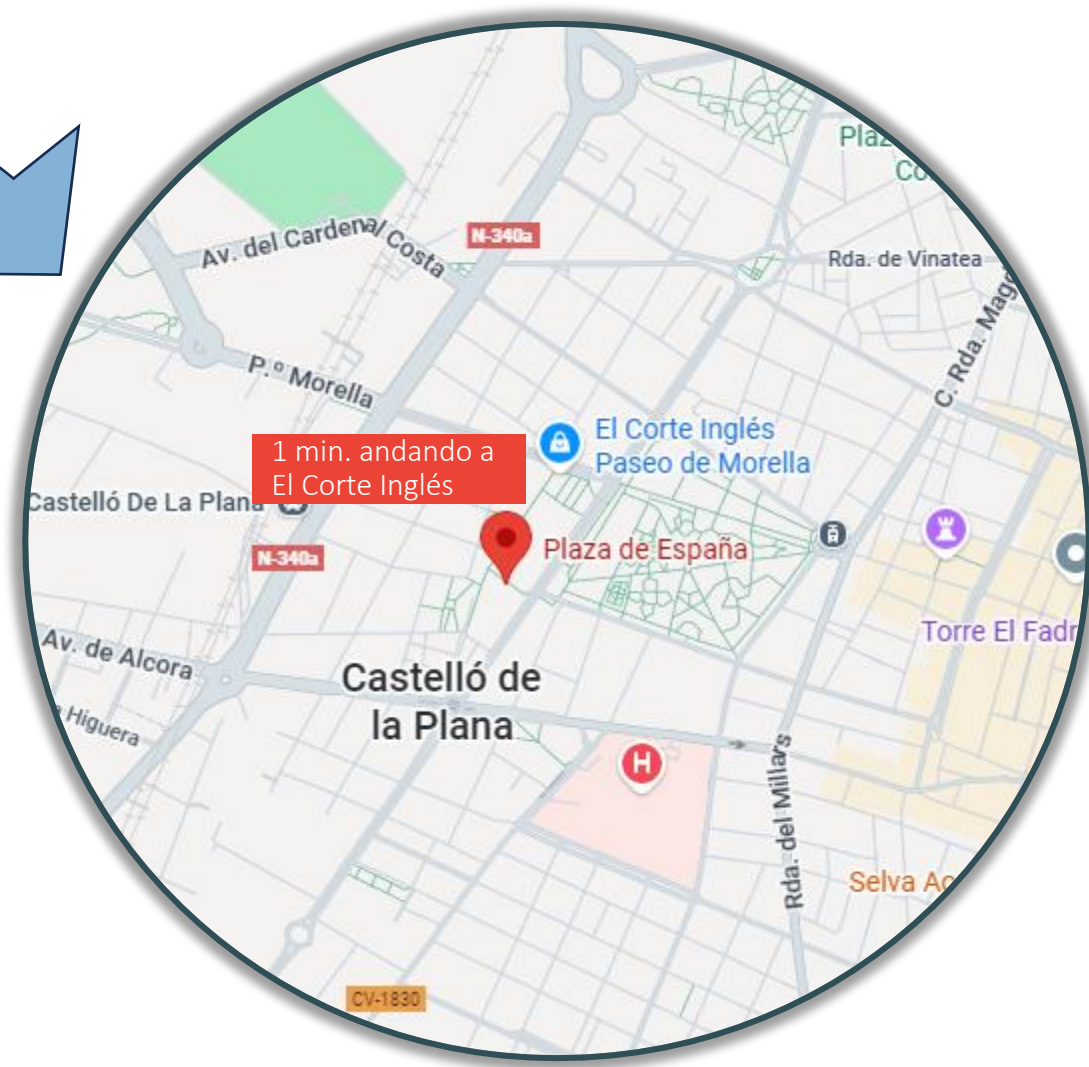 Av. del Cardenal Costa
N-340a
Rda. de Vinatea
P.º Morella
El Corte Inglés
Paseo de Morella
1 min. andando a
El Corte Inglés
Castelló De La Plana
N-340a
Plaza de España
Torre El Fadr
Av. de Alcora
Castelló de
la Plana
Higuera
H
Rda. del Millars
C. Rda. Mag
Selva
CV-1830